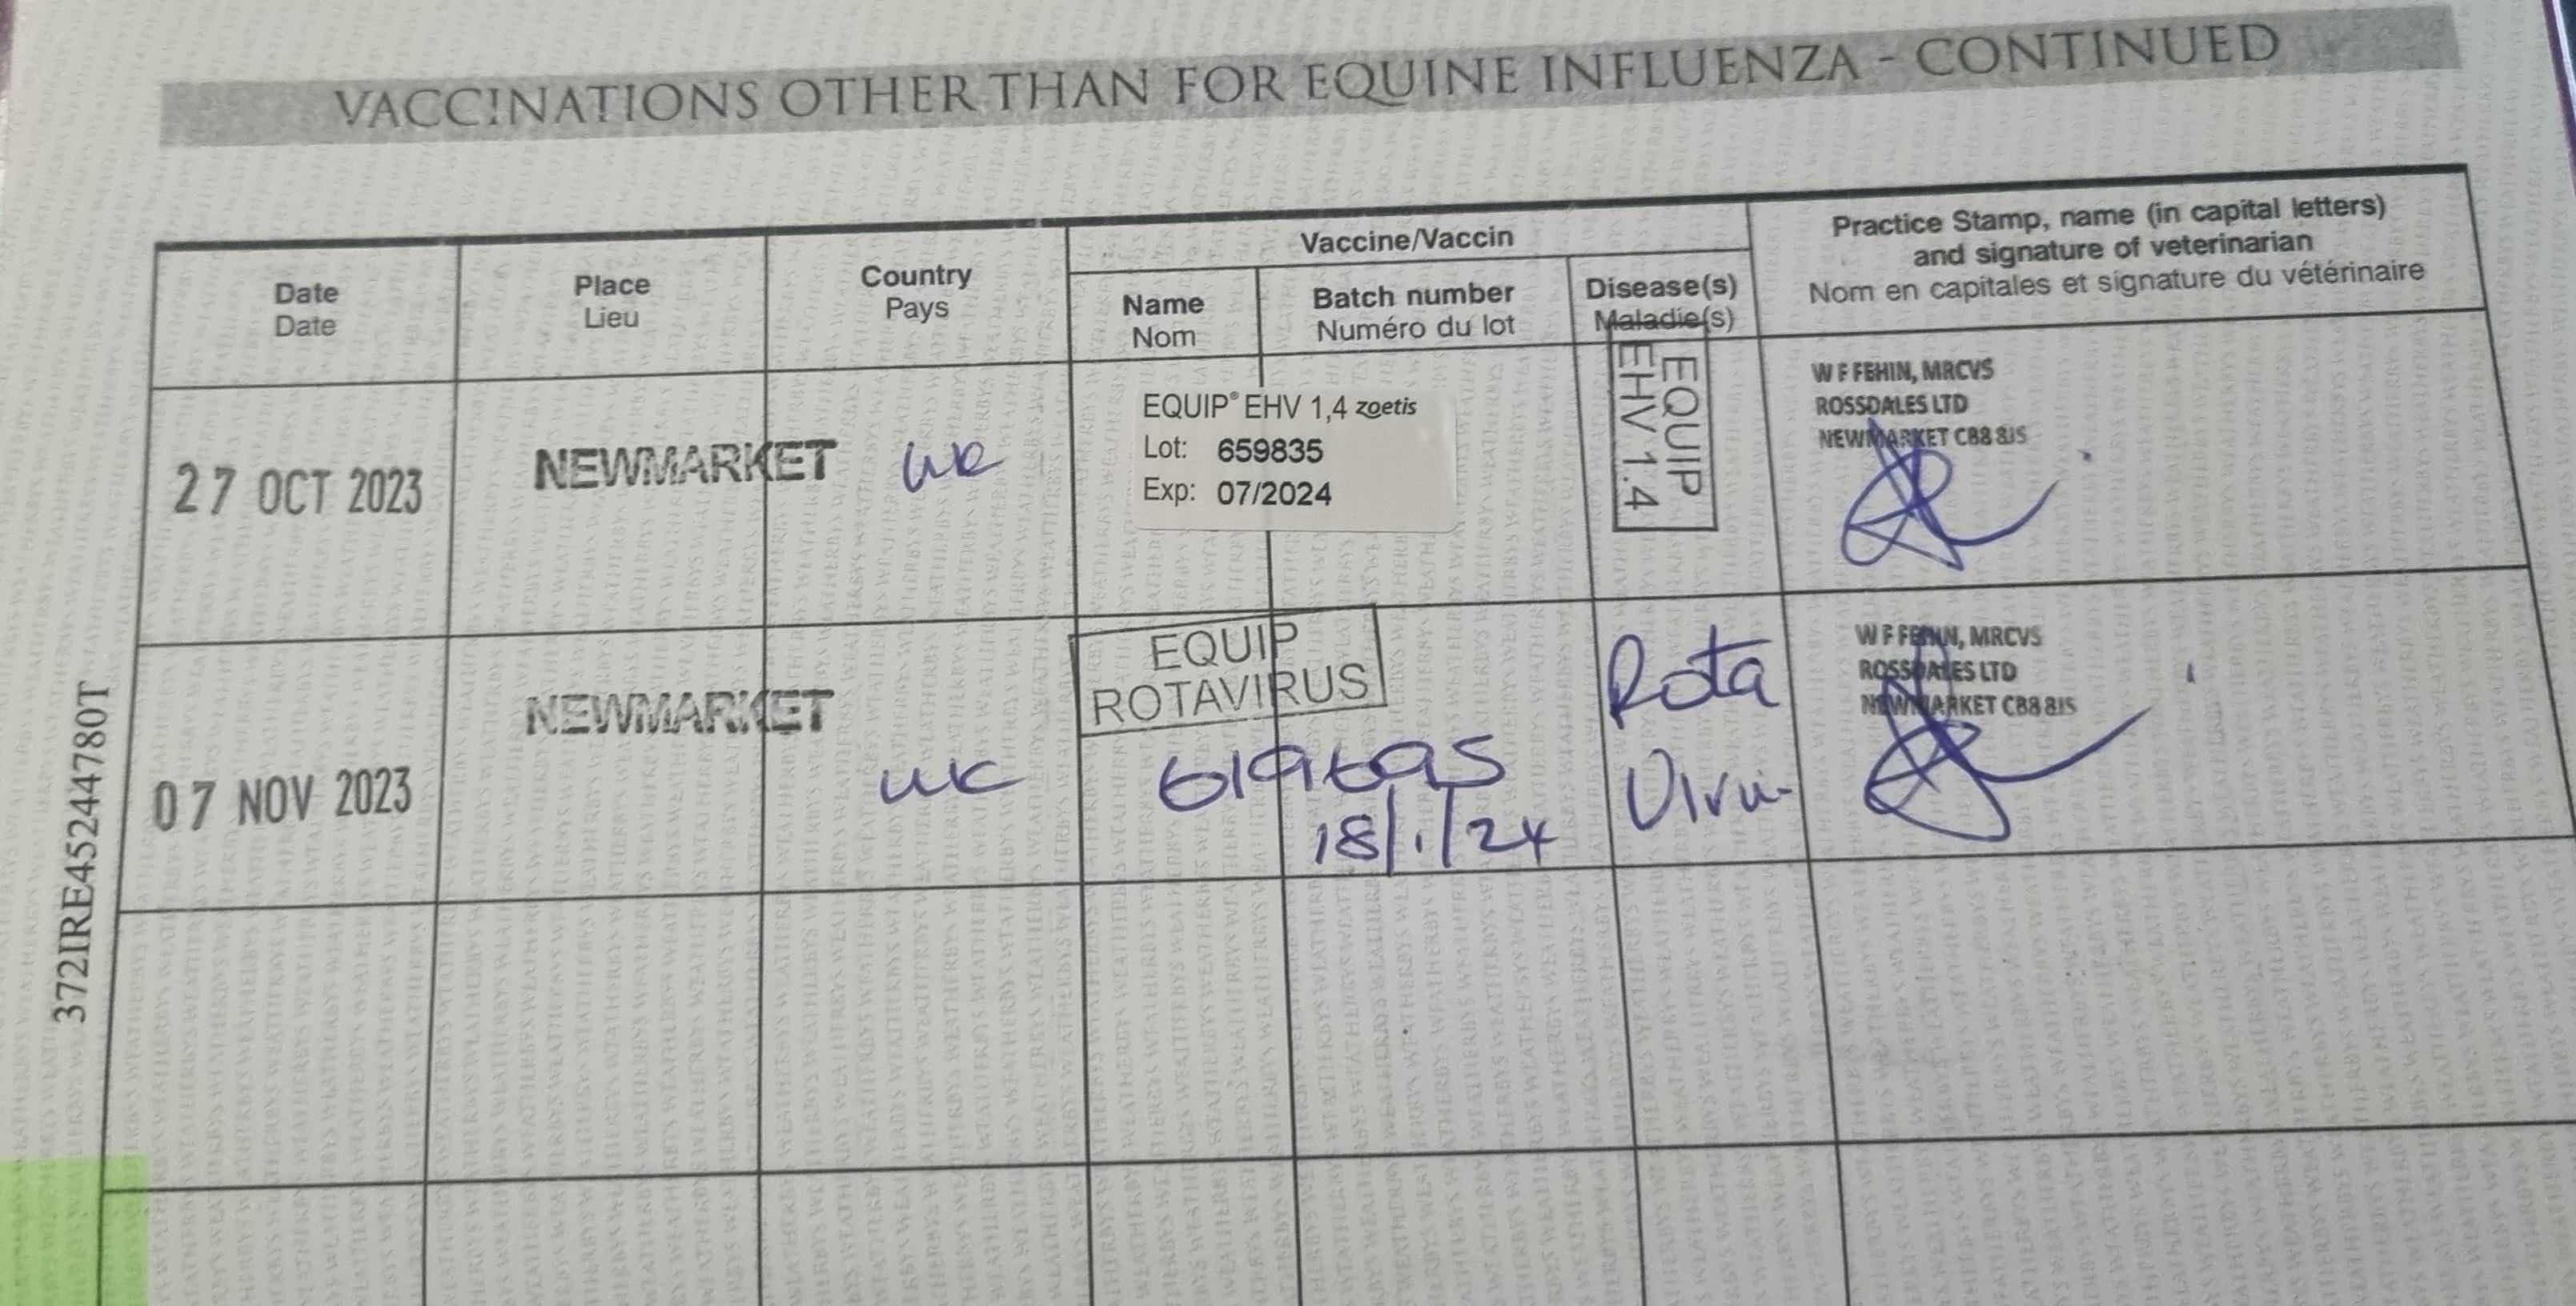 VACCINATIONS OTHER THAN FOR EQUINE INFLUENZA - CONTINUED
Date
Date
Place
Lieu
Country
Pays
Vaccine/Vaccin
Name
Nom
Batch number
Numéro du lot
Disease(s)
Maladie(s)
Practice Stamp, name (in capital letters)
and signature of veterinarian
Nom en capitales et signature du vétérinaire
27 OCT 2023
NEWMARKET
UK
EQUIP® EHV 1,4 zoetis
Lot: 659835
Exp: 07/2024
EQUIP
EHV 1.4
W F FEHIN, MRCVS
ROSSDALES LTD
NEWMARKET CB8 8JS
07 NOV 2023
NEWMARKET
UK
EQUIP
ROTAVIRUS
619695
18/1/24
Rota
Virus
W F FEHIN, MRCVS
ROSSDALES LTD
NEWMARKET CB8 8JS
372IRE45244780T